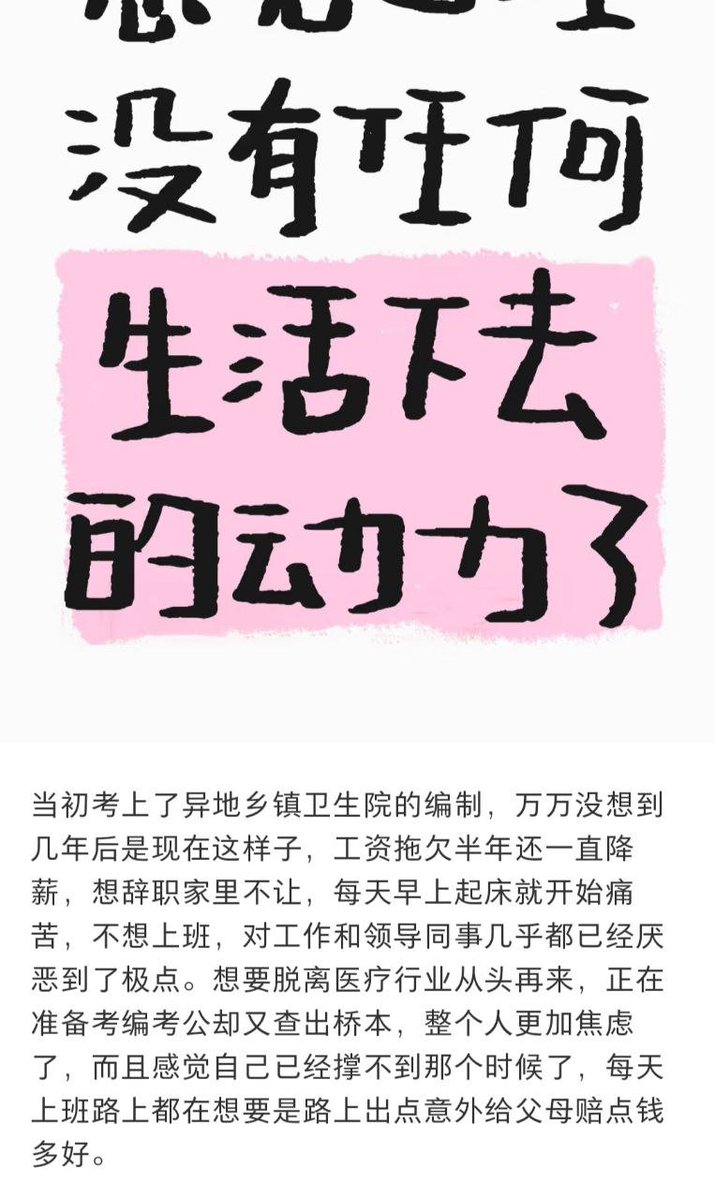 没有任何
生活下去
的动力了
当初考上了异地乡镇卫生院的编制，万万没想到
几年后是现在这样子，工资拖欠半年还一直降
薪，想辞职家里不让，每天早上起床就开始痛
苦，不想上班，对工作和领导同事几乎都已经厌
恶到了极点。想要脱离医疗行业从头再来，正在
准备考编考公却又查出桥本，整个人更加焦虑
了，而且感觉自己已经撑不到那个时候了，每天
上班路上都在想要是路上出点意外给父母赔点钱
多好。